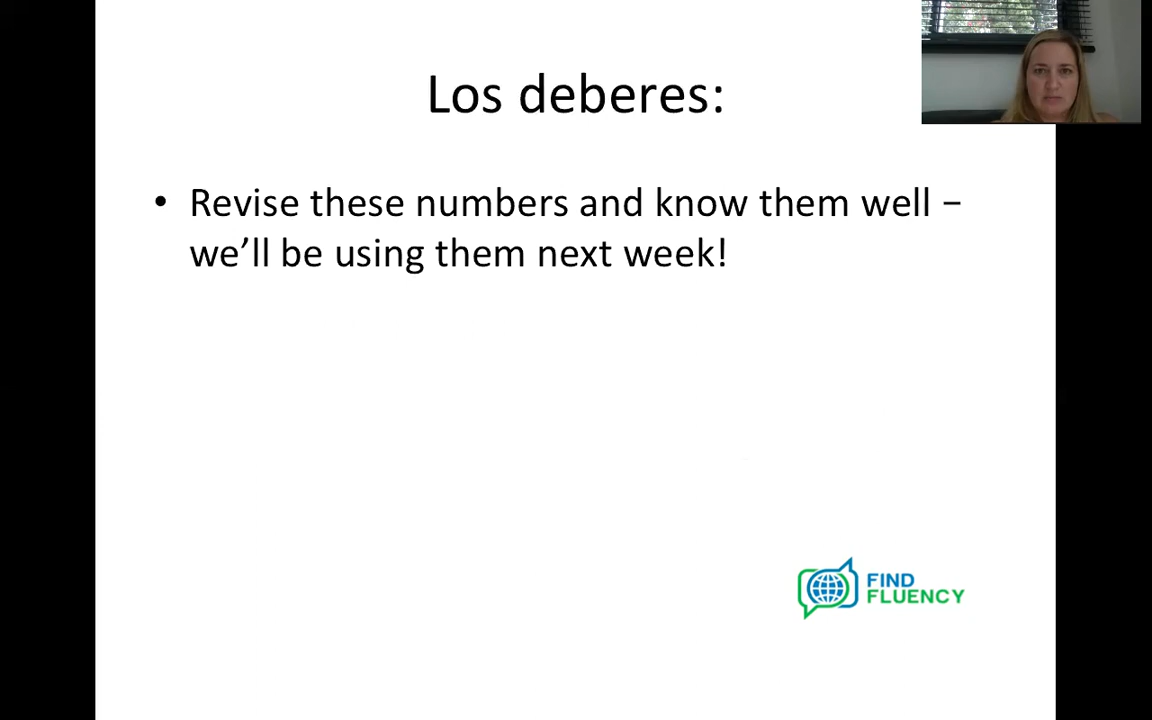 Los deberes:
• Revise these numbers and know them well –
we’ll be using them next week!
FIND
FLUENCY